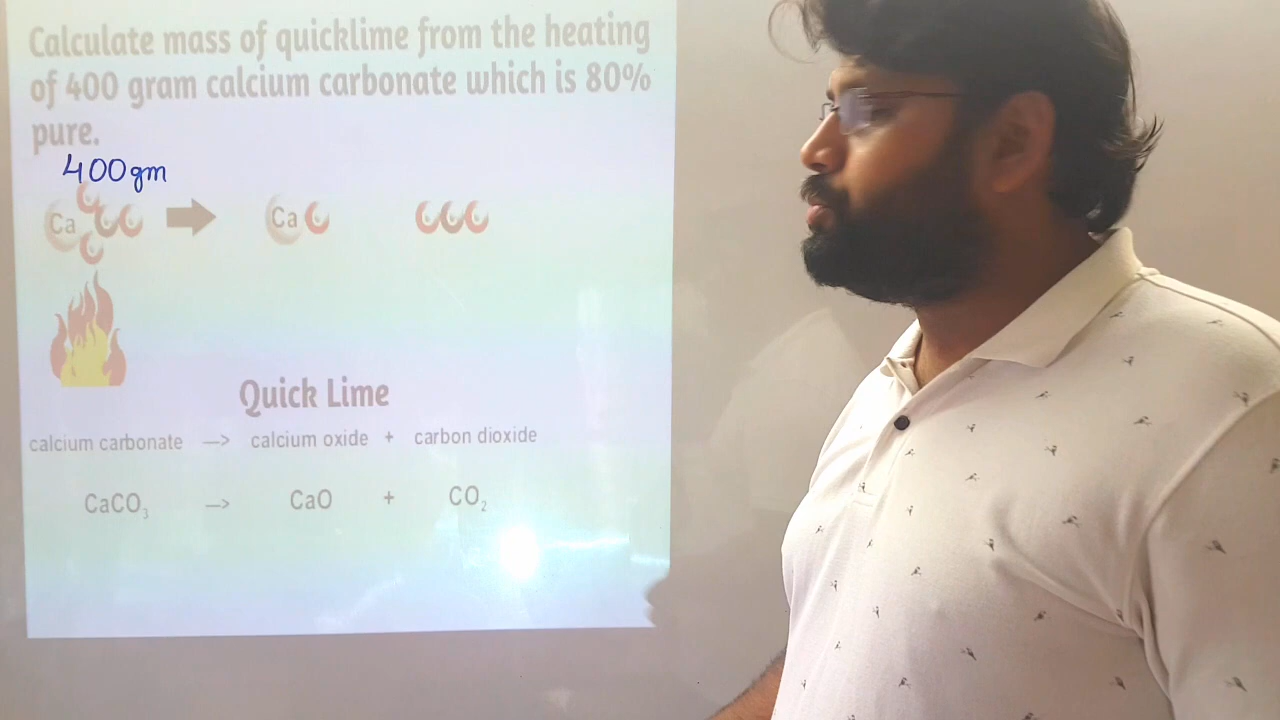 Calculate mass of quicklime from the heating
of 400 gram calcium carbonate which is 80%
pure.
400gm
Ca
Ca
Quick Lime
calcium carbonate —> calcium oxide + carbon dioxide
CaCO₃ —> CaO + CO₂